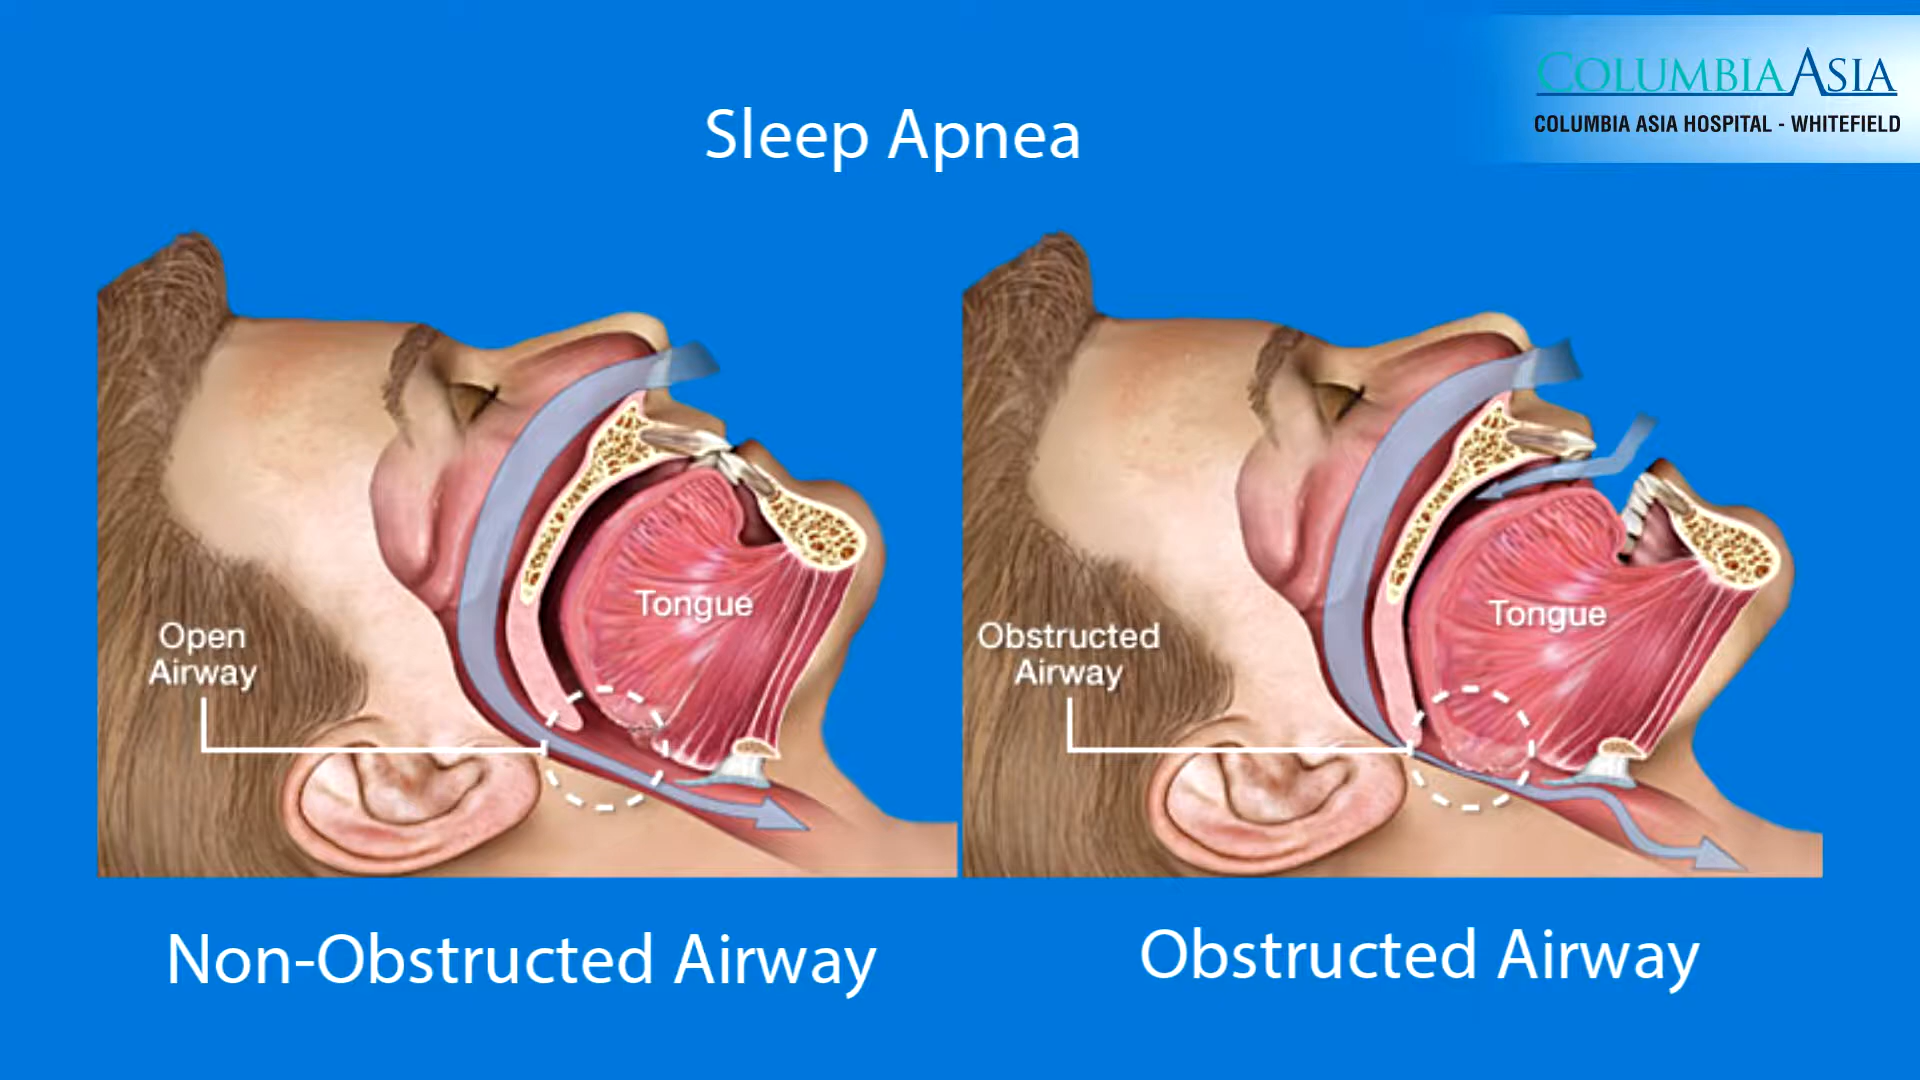 COLUMBIA ASIA
COLUMBIA ASIA HOSPITAL - WHITEFIELD
Sleep Apnea
Tongue
Open
Airway
Tongue
Obstructed
Airway
Non-Obstructed Airway
Obstructed Airway